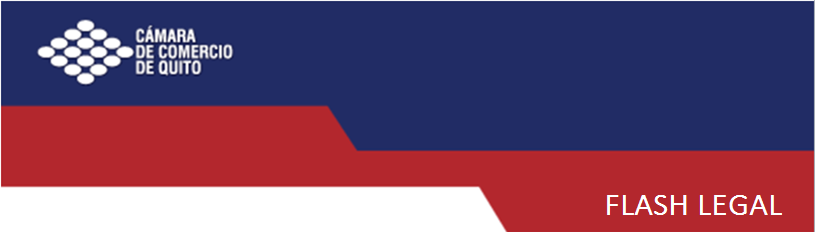 CÁMARA
DE COMERCIO
DE QUITO
FLASH LEGAL